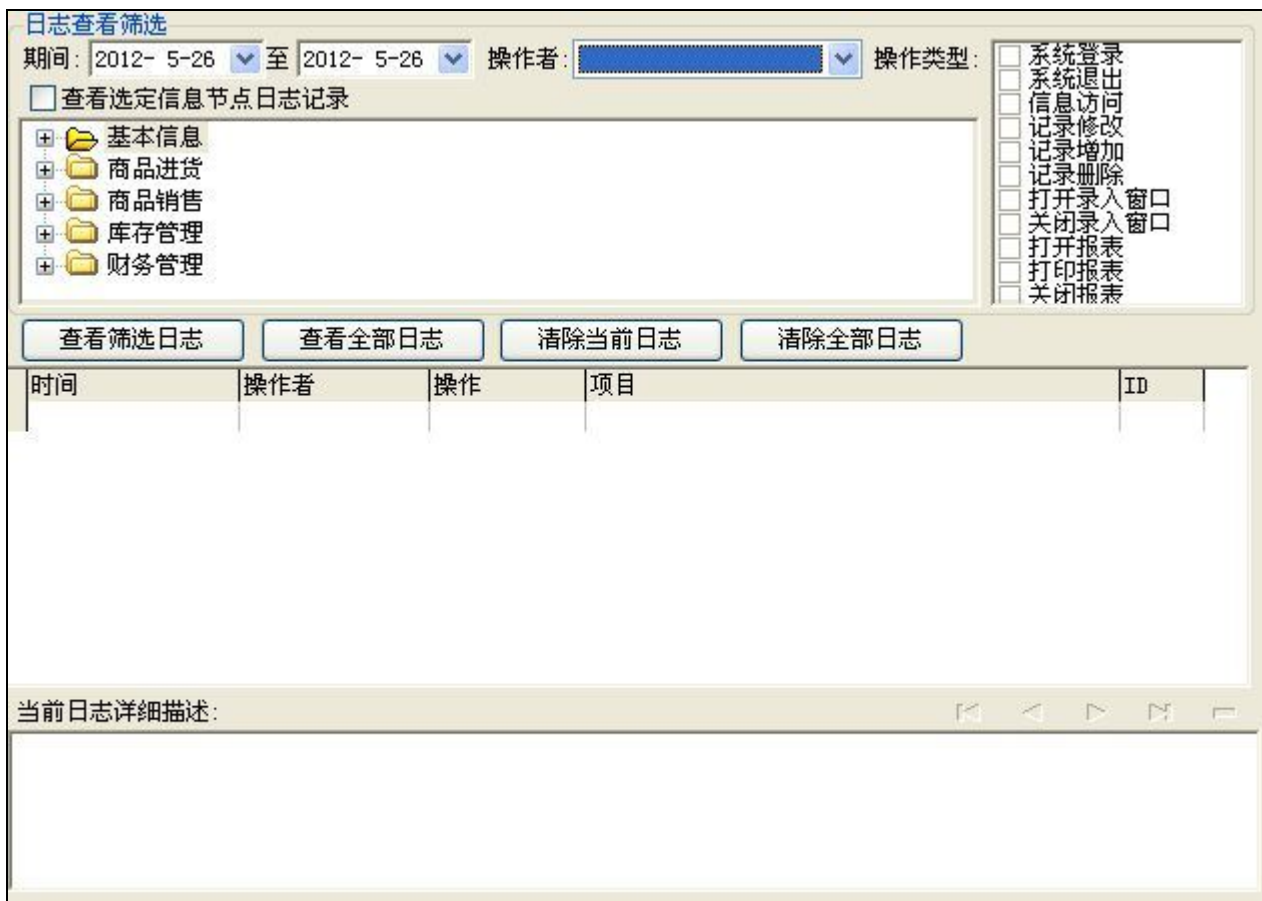 日志查看筛选
期间: 2012- 5-26 至 2012- 5-26 操作者: 操作类型:
系统登录
系统退出
信息访问
记录修改
记录增加
记录删除
打开录入窗口
关闭录入窗口
打开报表
打印报表
关闭报表
查看选定信息节点日志记录
基本信息
商品进货
商品销售
库存管理
财务管理
查看筛选日志 查看全部日志 清除当前日志 清除全部日志
时间 操作者 操作 项目 ID
当前日志详细描述: